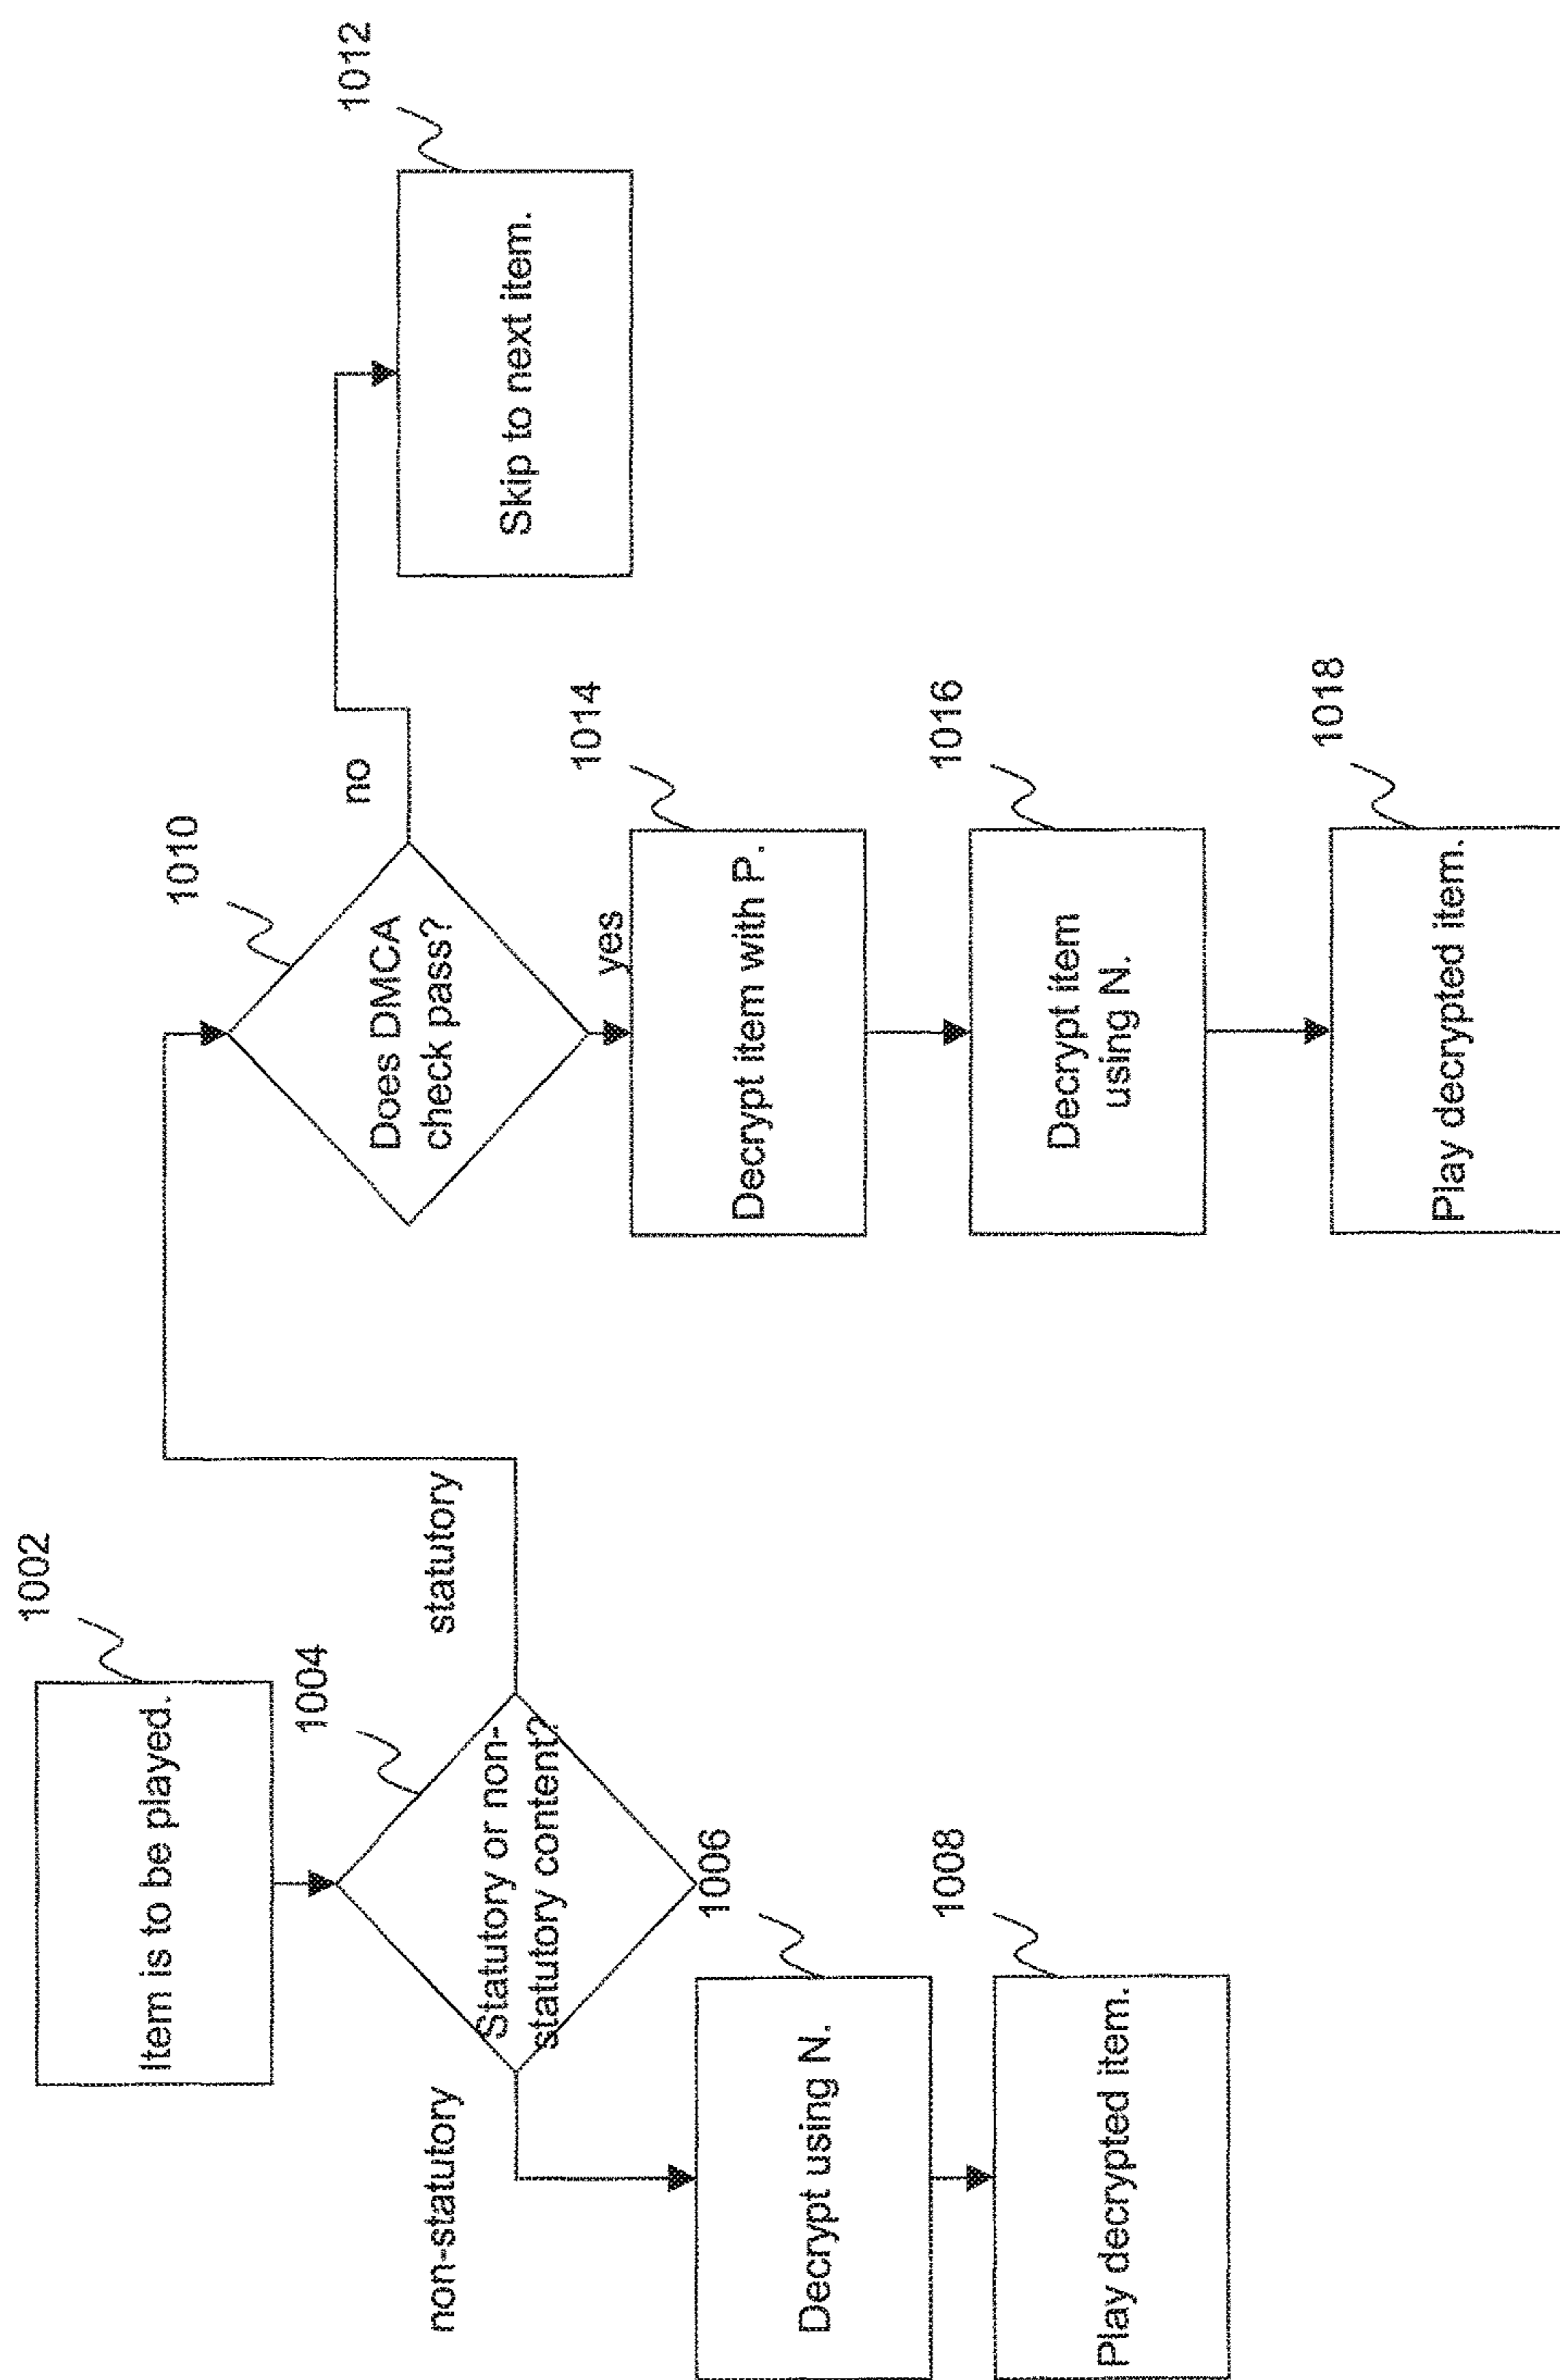 1002
Item is to be played.
1004
Statutory or non-
statutory content?
non-statutory
statutory
1006
Decrypt using N.
1008
Play decrypted item.
1010
Does DMCA
check pass?
no
yes
1012
Skip to next item.
1014
Decrypt item with P.
1016
Decrypt item
using N.
1018
Play decrypted item.